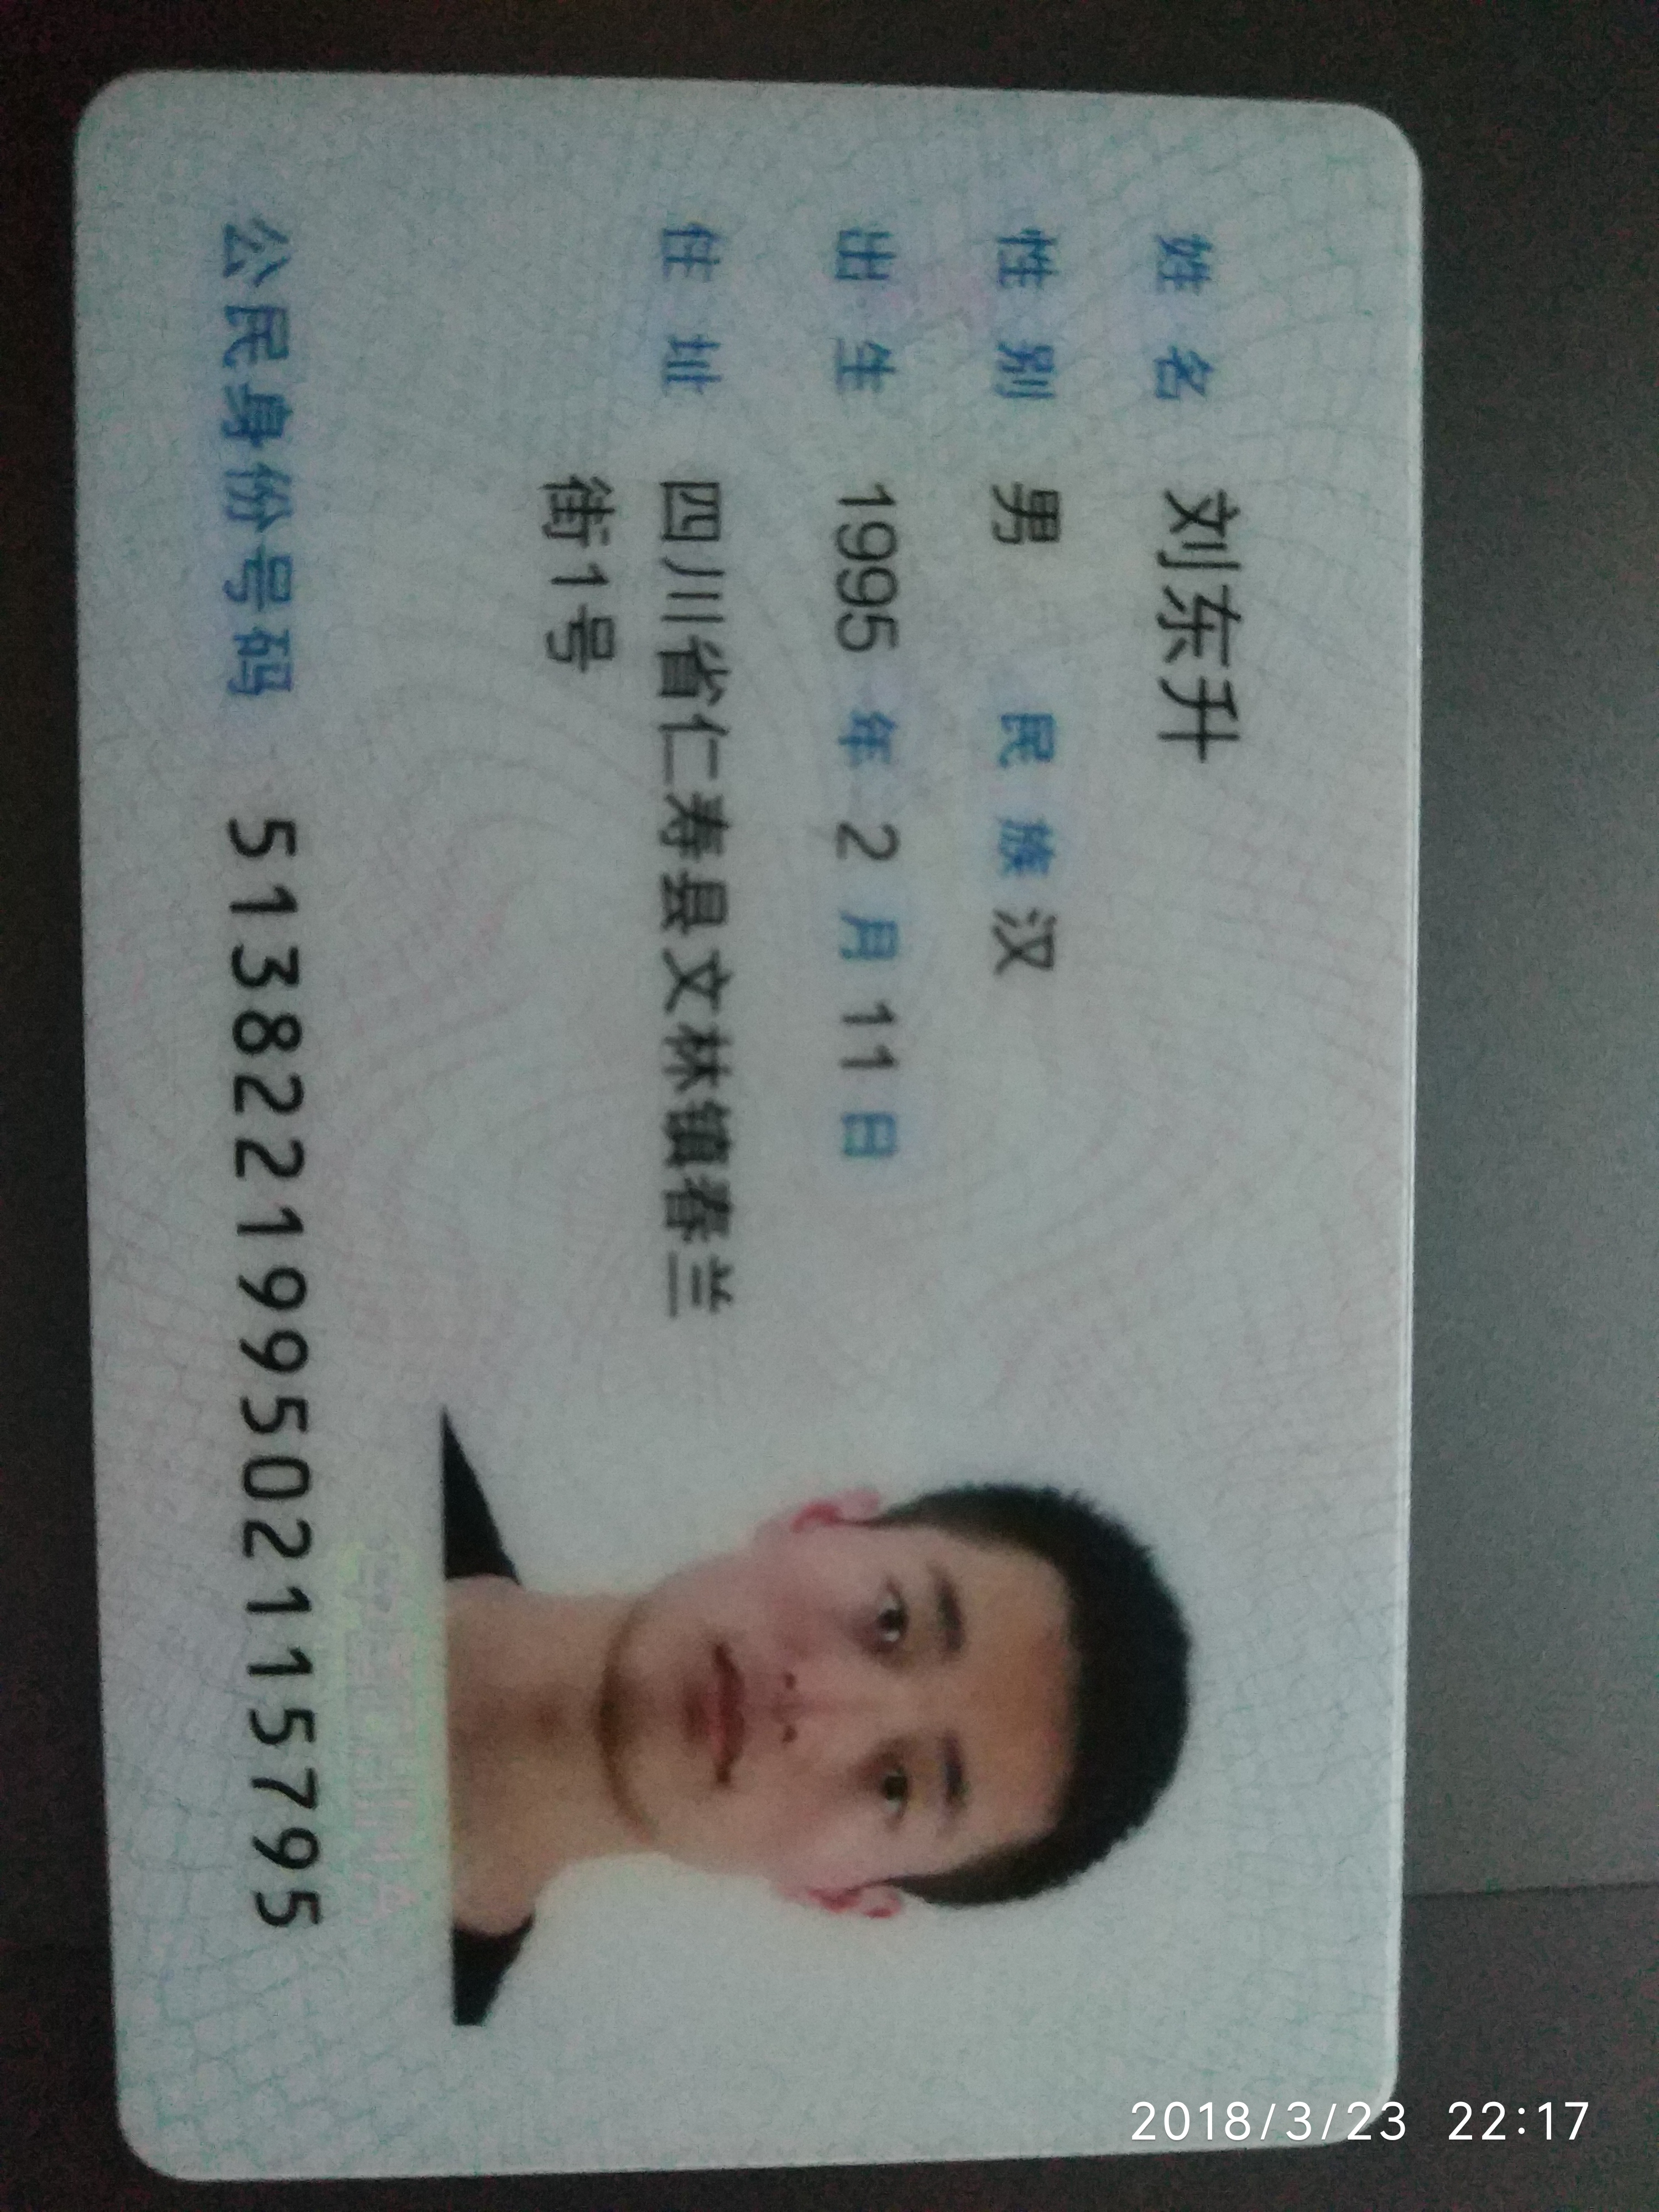 姓名 刘东升
性别 男 民族 汉
出生 1995 年 2 月 11 日
住址 四川省仁寿县文林镇春兰
街1号
中国CHINA
公民身份号码 513822199502115795
2018/3/23 22:17